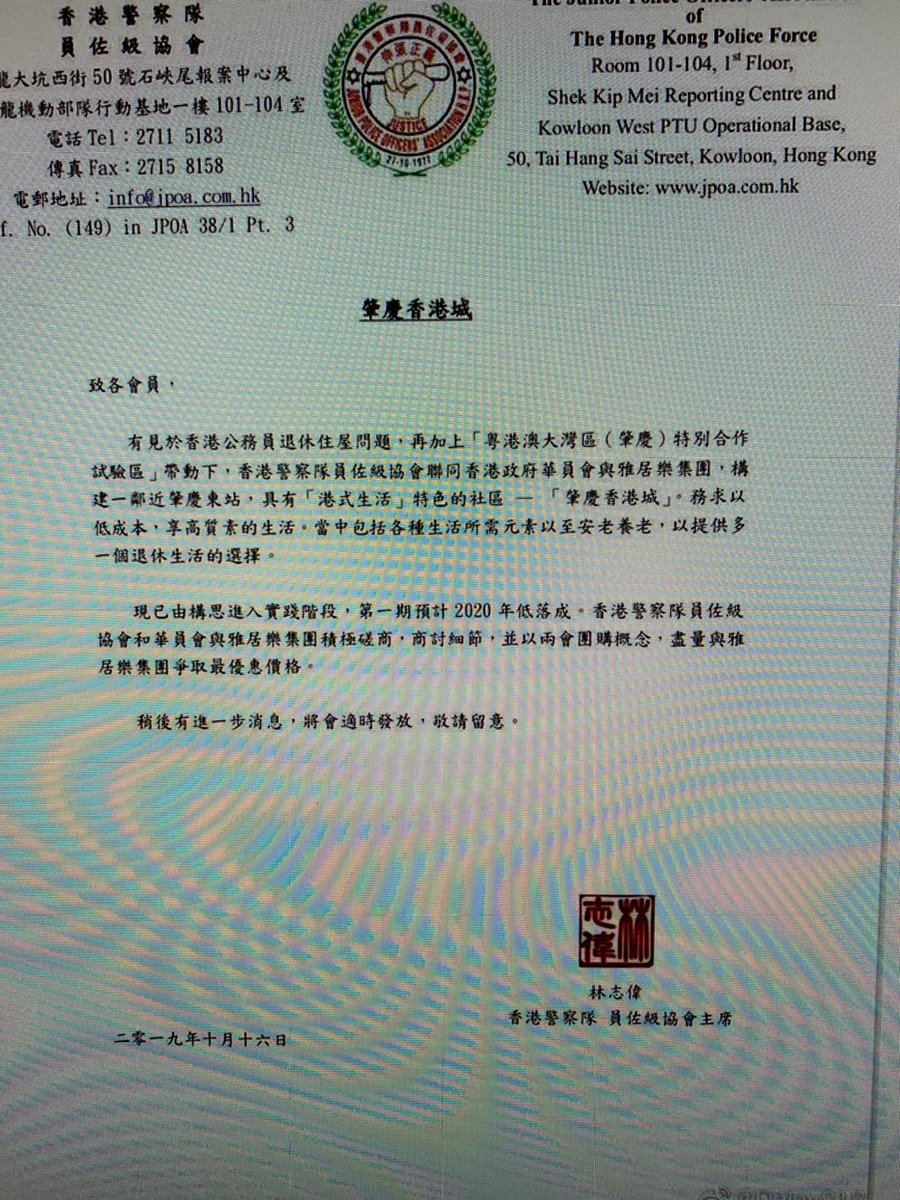 香港警察隊
員佐級協會
龍大坑西街50號石峽尾報案中心及
龍機動部隊行動基地一樓101-104室
電話Tel：2711 5183
傳真Fax：2715 8158
電郵地址：info@jpoa.com.hk
f. No. (149) in JPOA 38/1 Pt. 3
香港警察隊員佐級協會
伸張正義
JUSTICE
JUNIOR POLICE OFFICERS' ASSOCIATION H.K.P.F.
27-10-1977
The Junior Police Officers' Association
of
The Hong Kong Police Force
Room 101-104, 1st Floor,
Shek Kip Mei Reporting Centre and
Kowloon West PTU Operational Base,
50, Tai Hang Sai Street, Kowloon, Hong Kong
Website: www.jpoa.com.hk
肇慶香港城
致各會員，
有見於香港公務員退休住屋問題，再加上「粵港澳大灣區（肇慶）特別合作
試驗區」帶動下，香港警察隊員佐級協會聯同香港政府華員會與雅居樂集團，構
建一鄰近肇慶東站，具有「港式生活」特色的社區 — 「肇慶香港城」。務求以
低成本，享高質素的生活。當中包括各種生活所需元素以至安老養老，以提供多
一個退休生活的選擇。
現已由構思進入實踐階段，第一期預計2020年低落成。香港警察隊員佐級
協會和華員會與雅居樂集團積極磋商，商討細節，並以兩會團購概念，盡量與雅
居樂集團爭取最優惠價格。
稍後有進一步消息，將會適時發放，敬請留意。
林志偉
林志偉
香港警察隊 員佐級協會主席
二零一九年十月十六日